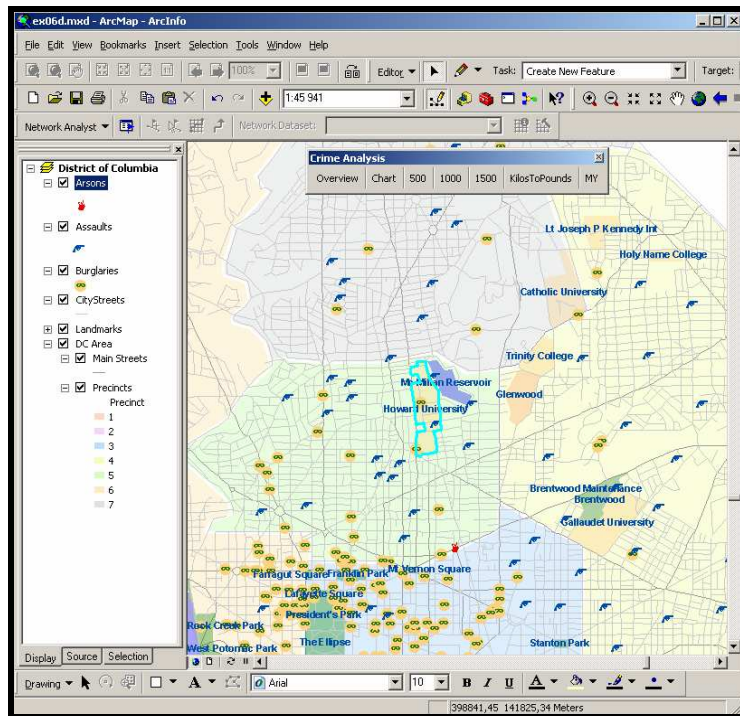 ex06d.mxd - ArcMap - ArcInfo
File Edit View Bookmarks Insert Selection Tools Window Help
100% Editor Task: Create New Feature Target:
1:45 941
Network Analyst Network Dataset:
District of Columbia
Arsons
Assaults
Burglaries
CityStreets
Landmarks
DC Area
Main Streets
Precincts
Precinct
1
2
3
4
5
6
7
Display Source Selection
Crime Analysis
Overview Chart 500 1000 1500 KilosToPounds MY
Lt Joseph P Kennedy Int
Holy Name College
Catholic University
Trinity College
McMillan Reservoir
Glenwood
Howard University
Brentwood Maintenance
Brentwood
Gallaudet University
Mt Vernon Square
Farragut Square Franklin Park
Lafayette Square
President's Park
Rock Creek Park
The Ellipse
West Potomac Park
Stanton Park
Drawing A Arial 10 B I U A
398841,45 141825,34 Meters